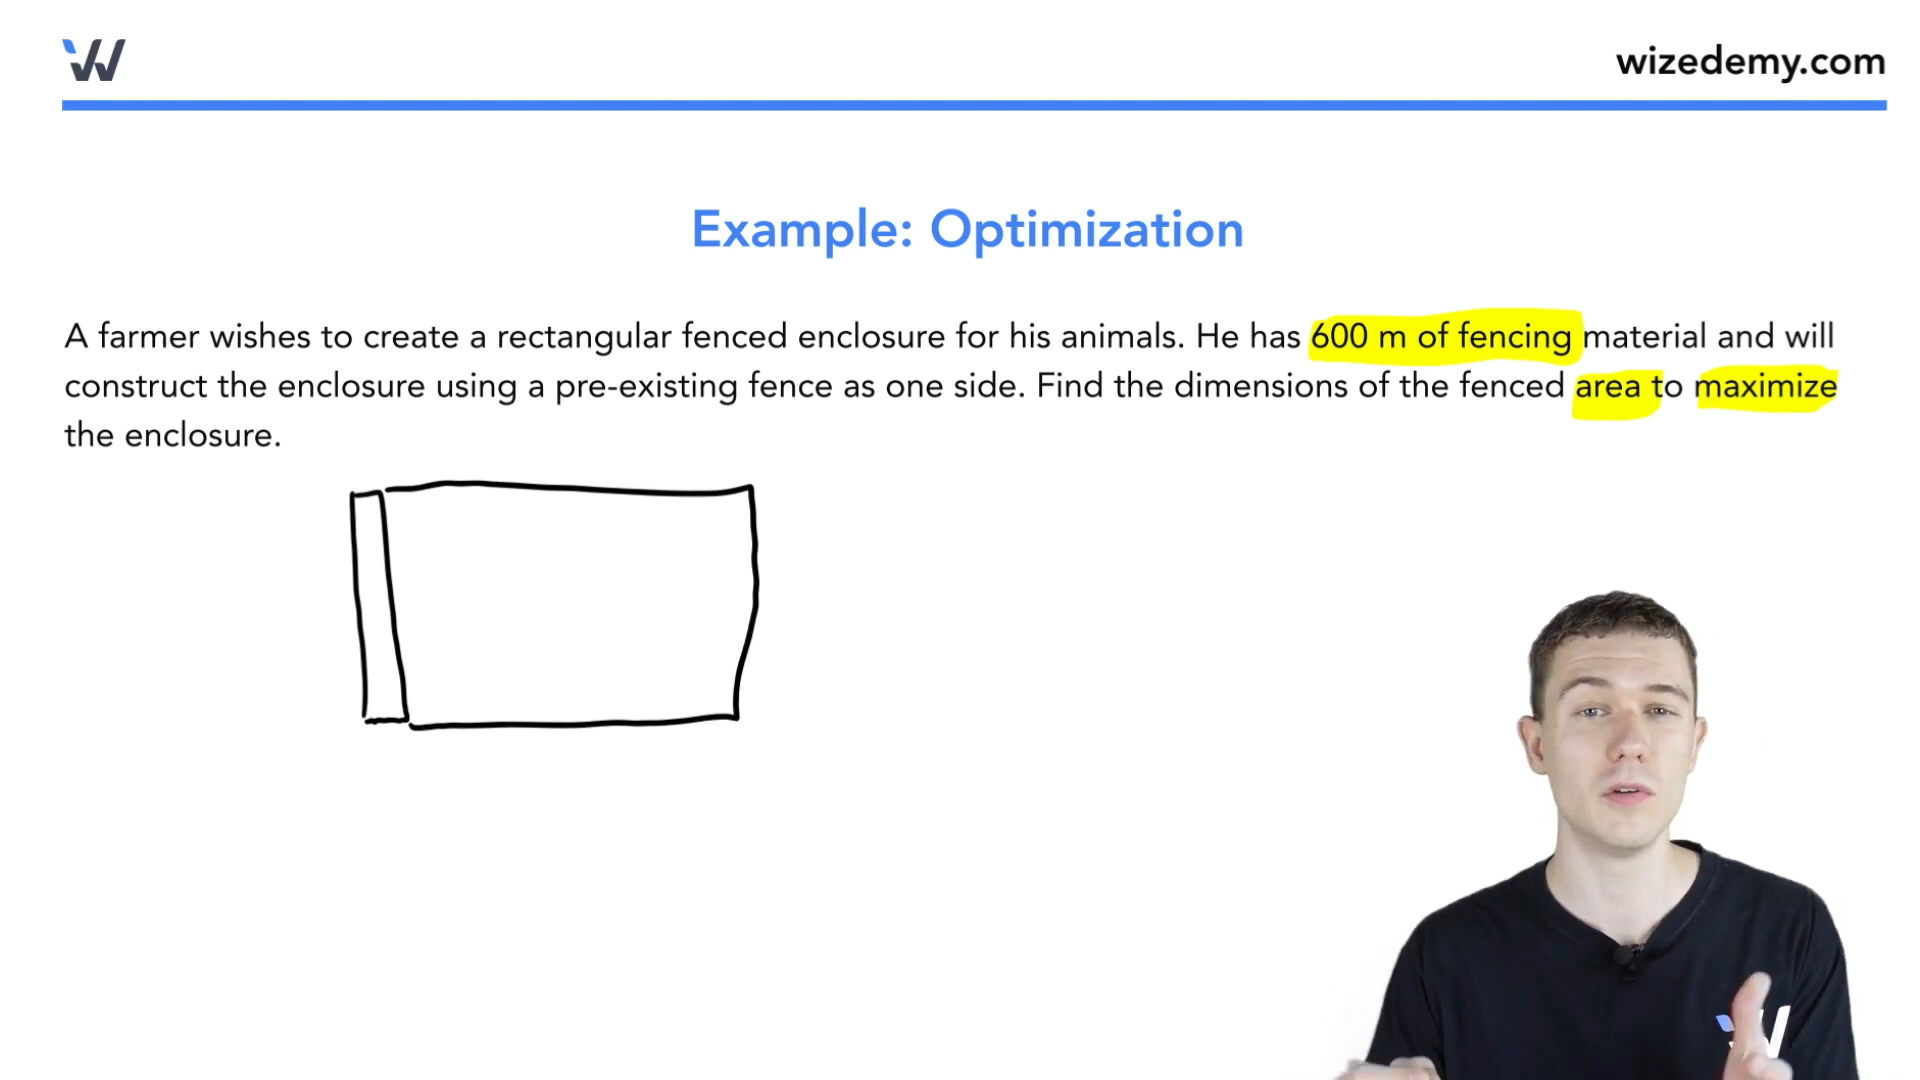 W
wizedemy.com
Example: Optimization
A farmer wishes to create a rectangular fenced enclosure for his animals. He has 600 m of fencing material and will
construct the enclosure using a pre-existing fence as one side. Find the dimensions of the fenced area to maximize
the enclosure.
W